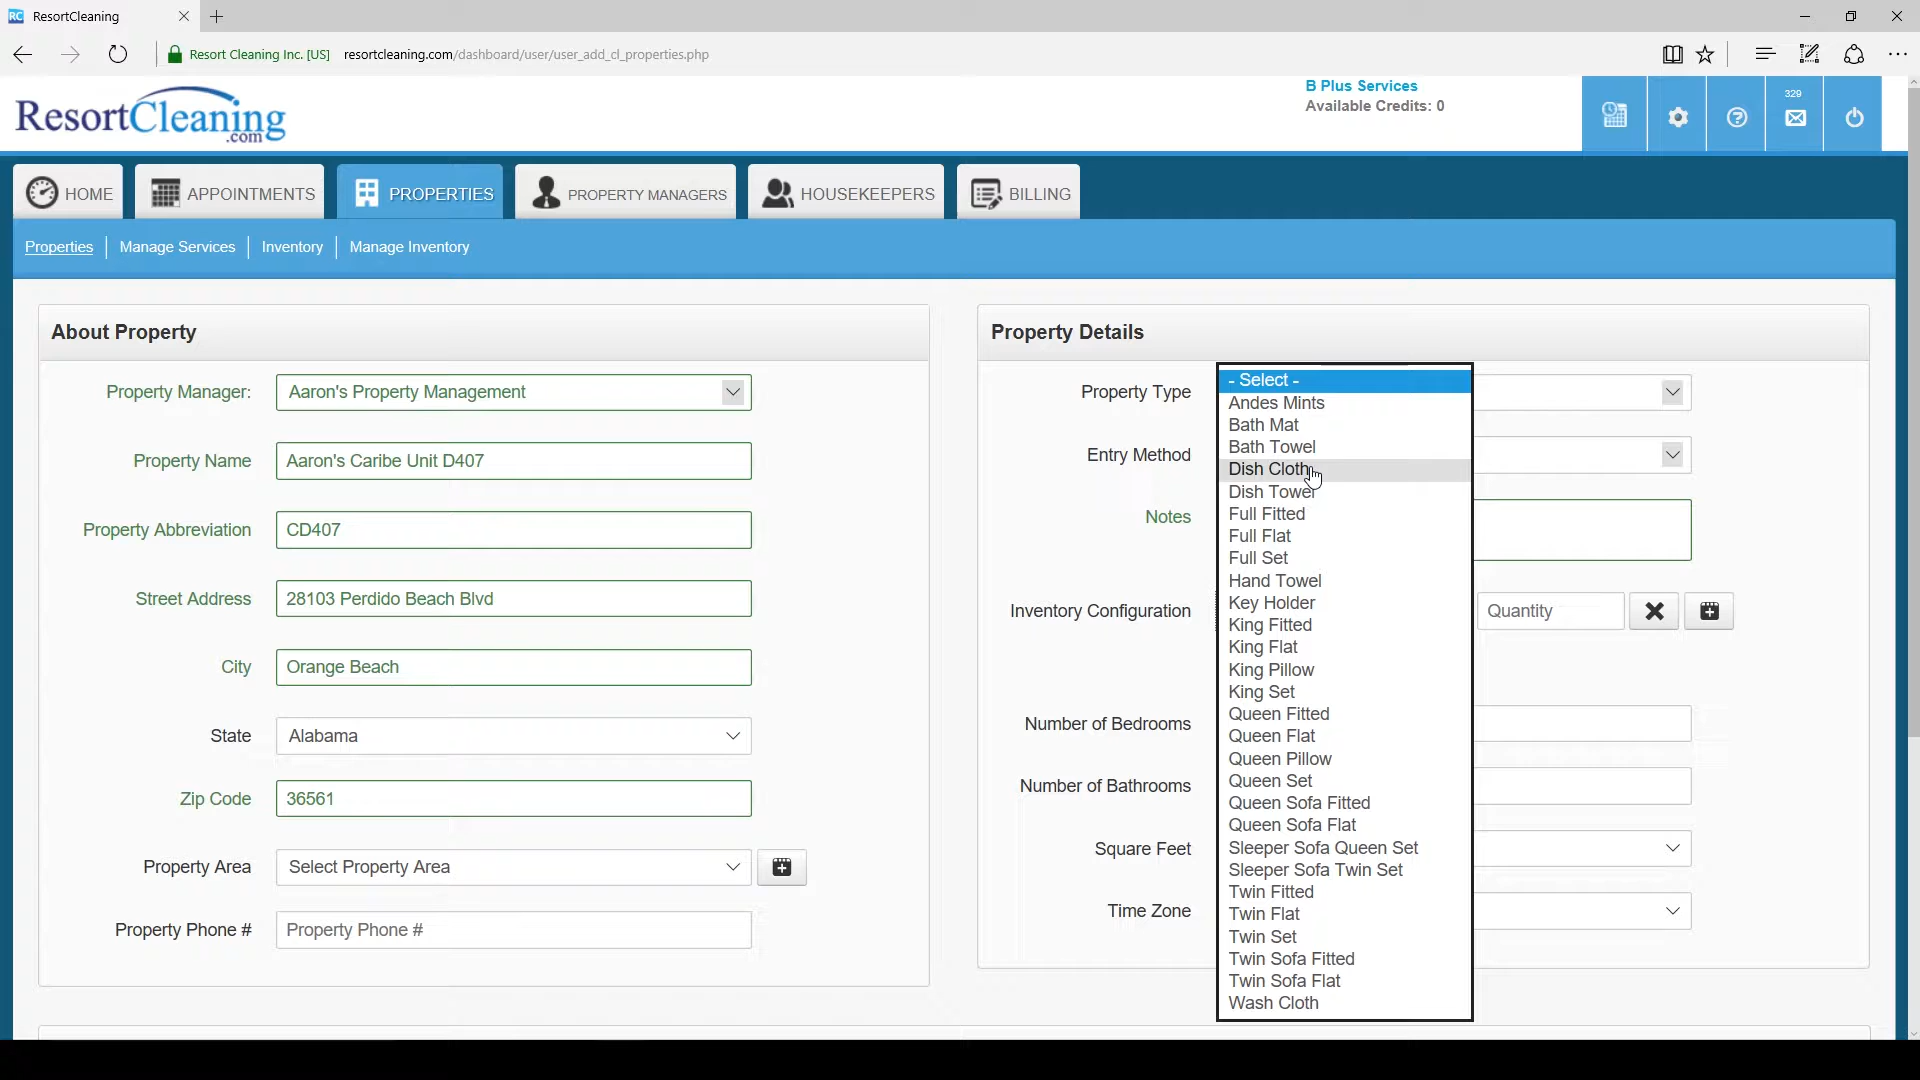 RC ResortCleaning
Resort Cleaning Inc. [US] resortcleaning.com/dashboard/user/user_add_cl_properties.php
ResortCleaning
.com
B Plus Services
Available Credits: 0
329
HOME
APPOINTMENTS
PROPERTIES
PROPERTY MANAGERS
HOUSEKEEPERS
BILLING
Properties
Manage Services
Inventory
Manage Inventory
About Property
Property Manager: Aaron's Property Management
Property Name Aaron's Caribe Unit D407
Property Abbreviation CD407
Street Address 28103 Perdido Beach Blvd
City Orange Beach
State Alabama
Zip Code 36561
Property Area Select Property Area
Property Phone # Property Phone #
Property Details
Property Type
Entry Method
Notes
Inventory Configuration
Quantity
Number of Bedrooms
Number of Bathrooms
Square Feet
Time Zone
- Select -
Andes Mints
Bath Mat
Bath Towel
Dish Cloth
Dish Towel
Full Fitted
Full Flat
Full Set
Hand Towel
Key Holder
King Fitted
King Flat
King Pillow
King Set
Queen Fitted
Queen Flat
Queen Pillow
Queen Set
Queen Sofa Fitted
Queen Sofa Flat
Sleeper Sofa Queen Set
Sleeper Sofa Twin Set
Twin Fitted
Twin Flat
Twin Set
Twin Sofa Fitted
Twin Sofa Flat
Wash Cloth